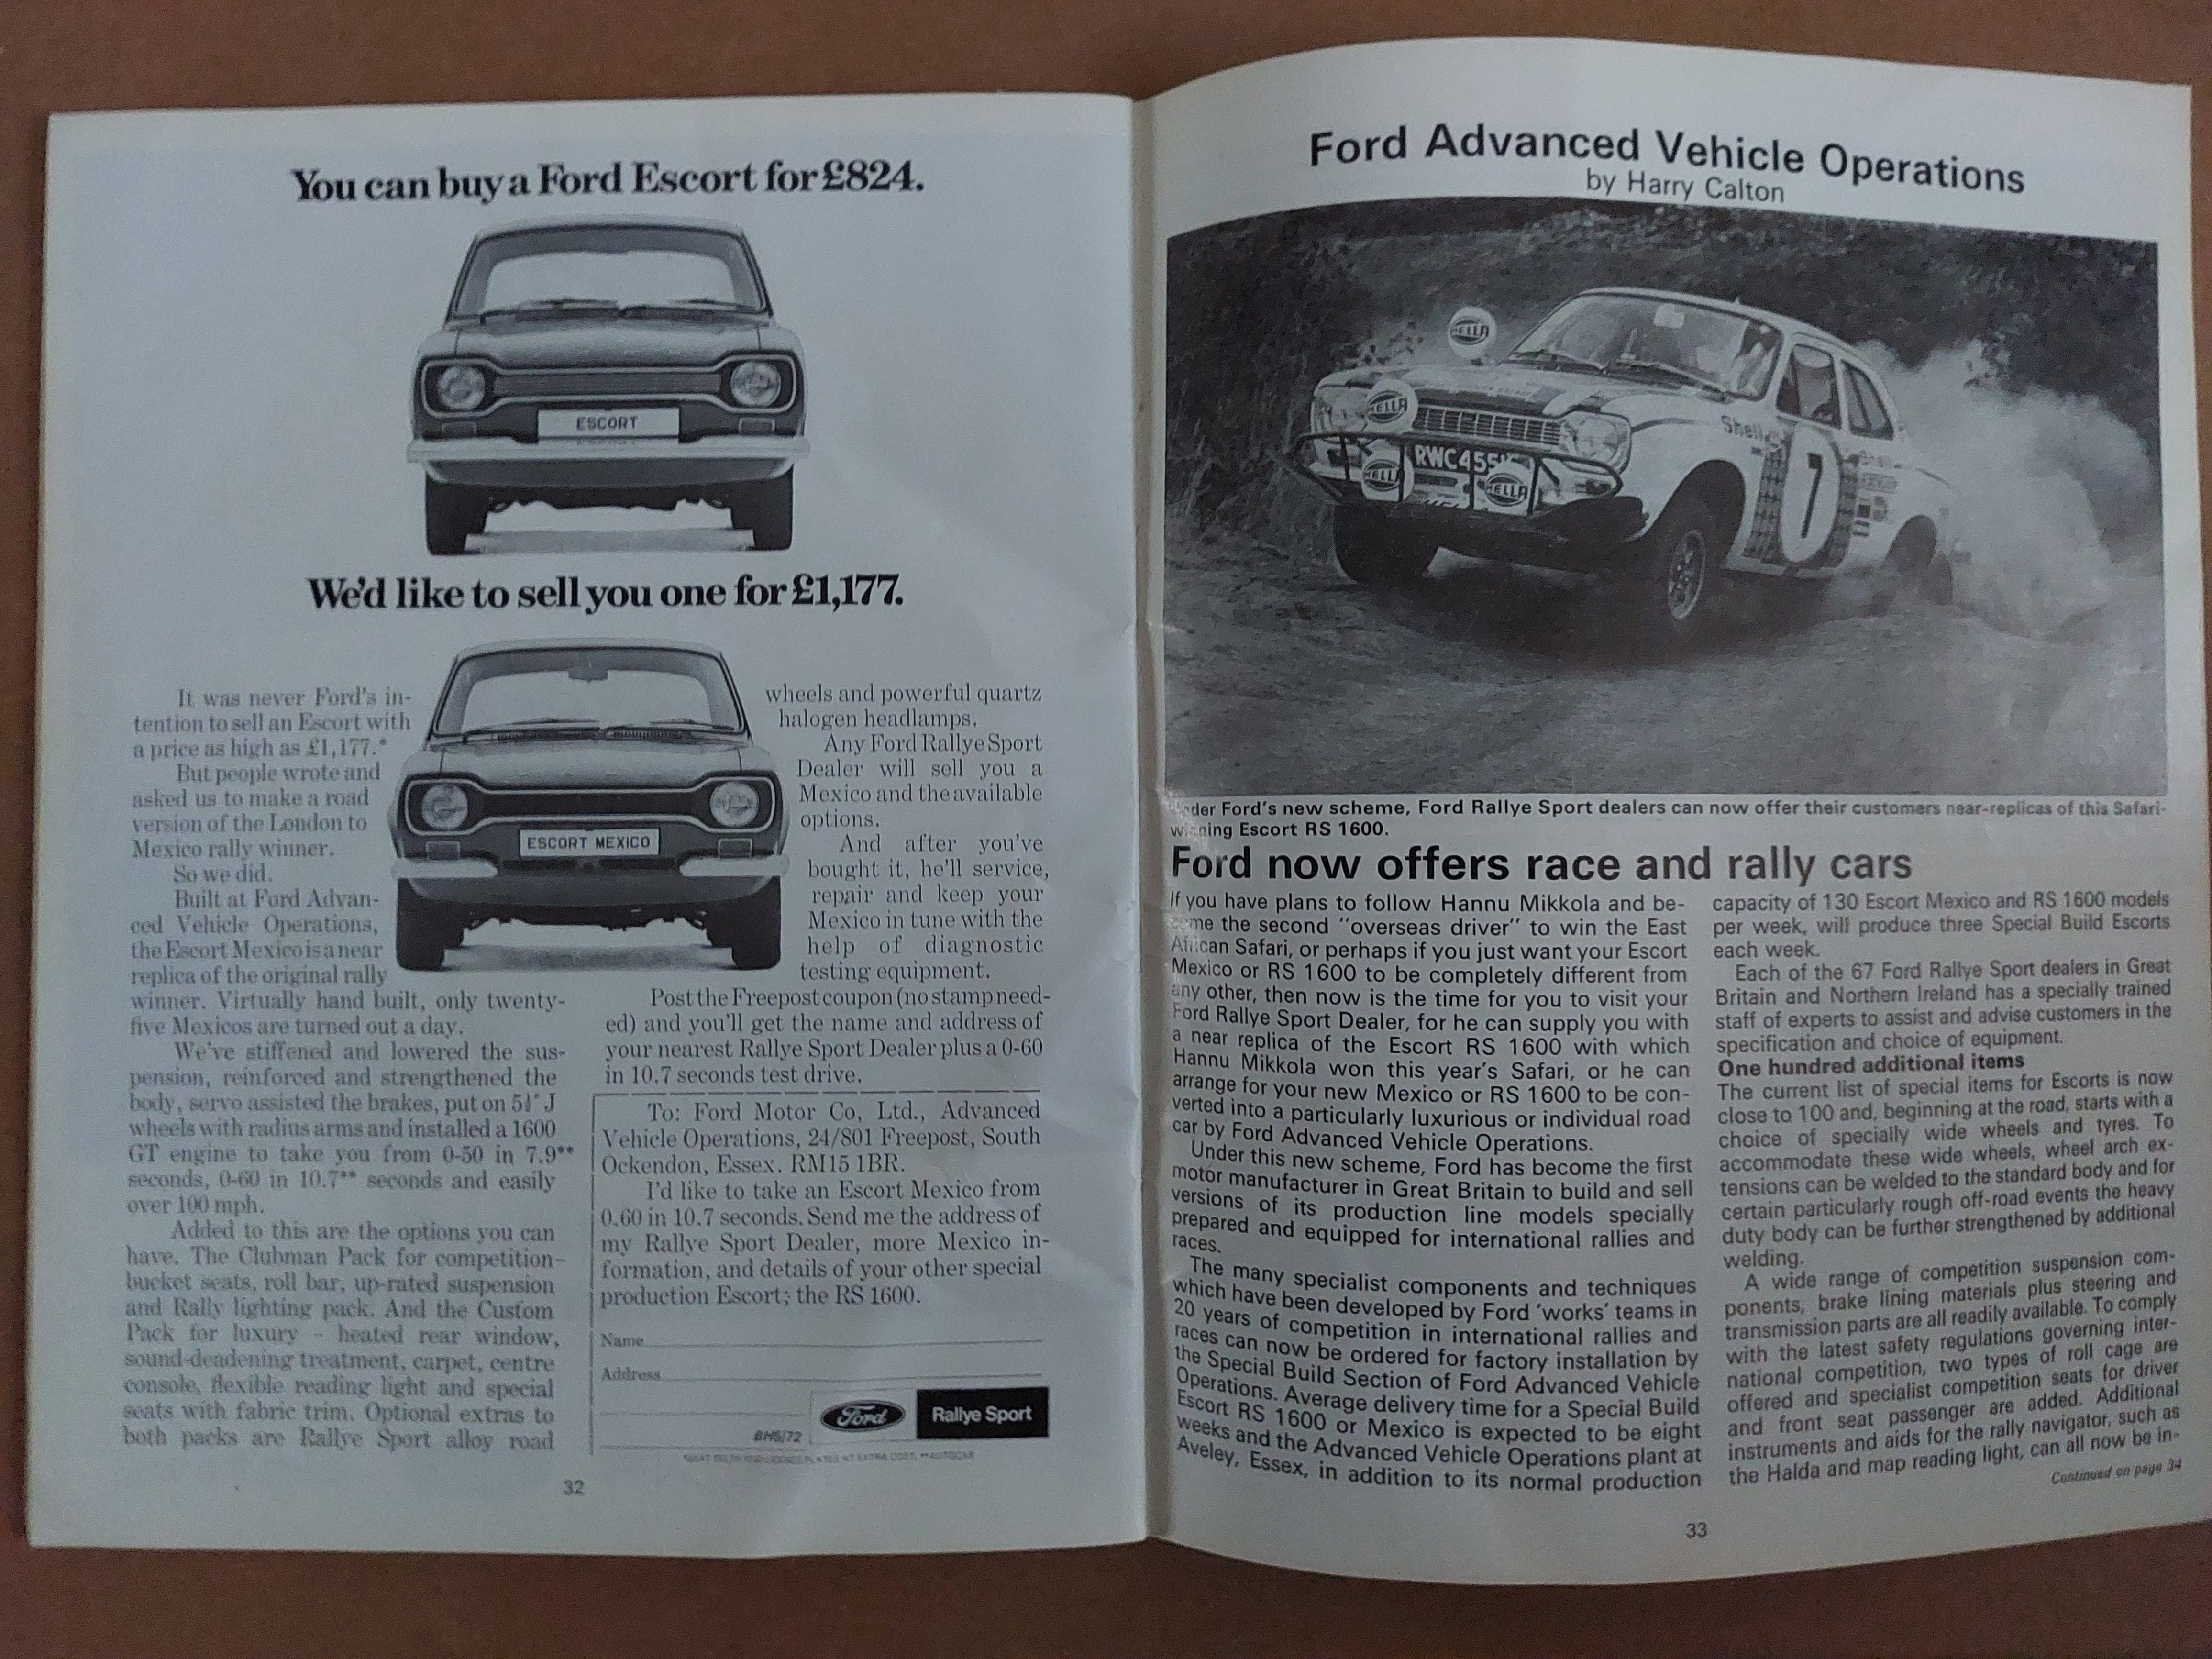 You can buy a Ford Escort for £824.
ESCORT
We'd like to sell you one for £1,177.
ESCORT MEXICO
It was never Ford's in-
tention to sell an Escort with
a price as high as £1,177.*
But people wrote and
asked us to make a road
version of the London to
Mexico rally winner.
So we did.
Built at Ford Advan-
ced Vehicle Operations,
the Escort Mexico is a near
replica of the original rally
winner. Virtually hand built, only twenty-
five Mexicos are turned out a day.
We've stiffened and lowered the sus-
pension, reinforced and strengthened the
body, servo assisted the brakes, put on 5½" J
wheels with radius arms and installed a 1600
GT engine to take you from 0-50 in 7.9**
seconds, 0-60 in 10.7** seconds and easily
over 100 mph.
Added to this are the options you can
have. The Clubman Pack for competition–
bucket seats, roll bar, up-rated suspension
and Rally lighting pack. And the Custom
Pack for luxury – heated rear window,
sound-deadening treatment, carpet, centre
console, flexible reading light and special
seats with fabric trim. Optional extras to
both packs are Rallye Sport alloy road
wheels and powerful quartz
halogen headlamps.
Any Ford Rallye Sport
Dealer will sell you a
Mexico and the available
options.
And after you've
bought it, he'll service,
repair and keep your
Mexico in tune with the
help of diagnostic
testing equipment.
Post the Freepost coupon (no stamp need-
ed) and you'll get the name and address of
your nearest Rallye Sport Dealer plus a 0-60
in 10.7 seconds test drive.
To: Ford Motor Co, Ltd., Advanced
Vehicle Operations, 24/801 Freepost, South
Ockendon, Essex. RM15 1BR.
I'd like to take an Escort Mexico from
0.60 in 10.7 seconds. Send me the address of
my Rallye Sport Dealer, more Mexico in-
formation, and details of your other special
production Escort; the RS 1600.
Name
Address
Ford Rallye Sport
*SEAT BELTS AND LICENCE PLATES AT EXTRA COST. **AUTOCAR
32
Ford Advanced Vehicle Operations
by Harry Calton
HELLA
HELLA
HELLA
HELLA
Shell
7
Ford's new scheme, Ford Rallye Sport dealers can now offer their customers near-replicas of this Safari-
winning Escort RS 1600.
Ford now offers race and rally cars
If you have plans to follow Hannu Mikkola and be-
come the second "overseas driver" to win the East
African Safari, or perhaps if you just want your Escort
Mexico or RS 1600 to be completely different from
any other, then now is the time for you to visit your
Ford Rallye Sport Dealer, for he can supply you with
a near replica of the Escort RS 1600 with which
Hannu Mikkola won this year's Safari, or he can
arrange for your new Mexico or RS 1600 to be con-
verted into a particularly luxurious or individual road
car by Ford Advanced Vehicle Operations.
Under this new scheme, Ford has become the first
motor manufacturer in Great Britain to build and sell
versions of its production line models specially
prepared and equipped for international rallies and
races.
The many specialist components and techniques
which have been developed by Ford 'works' teams in
20 years of competition in international rallies and
races can now be ordered for factory installation by
the Special Build Section of Ford Advanced Vehicle
Operations. Average delivery time for a Special Build
Escort RS 1600 or Mexico is expected to be eight
weeks and the Advanced Vehicle Operations plant at
Aveley, Essex, in addition to its normal production
capacity of 130 Escort Mexico and RS 1600 models
per week, will produce three Special Build Escorts
each week.
Each of the 67 Ford Rallye Sport dealers in Great
Britain and Northern Ireland has a specially trained
staff of experts to assist and advise customers in the
specification and choice of equipment.
One hundred additional items
The current list of special items for Escorts is now
close to 100 and, beginning at the road, starts with a
choice of specially wide wheels and tyres. To
accommodate these wide wheels, wheel arch ex-
tensions can be welded to the standard body and for
certain particularly rough off-road events the heavy
duty body can be further strengthened by additional
welding.
A wide range of competition suspension com-
ponents, brake lining materials plus steering and
transmission parts are all readily available. To comply
with the latest safety regulations governing inter-
national competition, two types of roll cage are
offered and specialist competition seats for driver
and front seat passenger are added. Additional
instruments and aids for the rally navigator, such as
the Halda and map reading light, can all now be in-
Continued on page 34
33